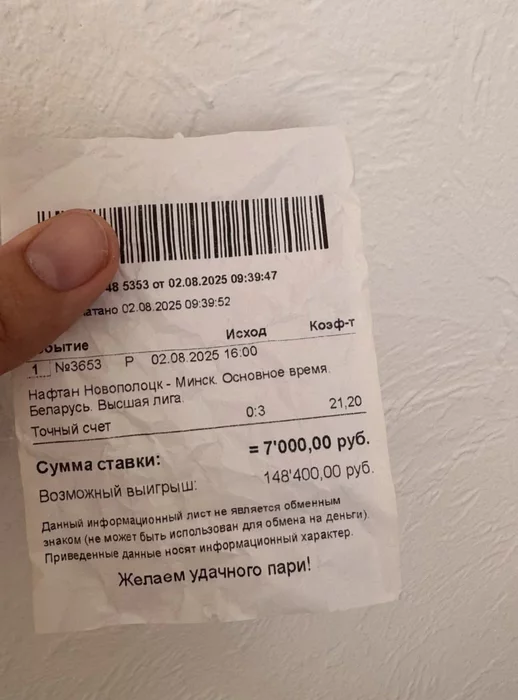 48 5353 от 02.08.2025 09:39:47
02.08.2025 09:39:52
Исход Коэф-т
1 №3653 Р 02.08.2025 16:00
Нафтан Новополоцк - Минск. Основное время.
Беларусь. Высшая лига.
Точный счет 0:3 21,20
Сумма ставки: = 7'000,00 руб.
Возможный выигрыш: 148'400,00 руб.
Данный информационный лист не является обменным
знаком (не может быть использован для обмена на деньги).
Приведенные данные носят информационный характер.
Желаем удачного пари!